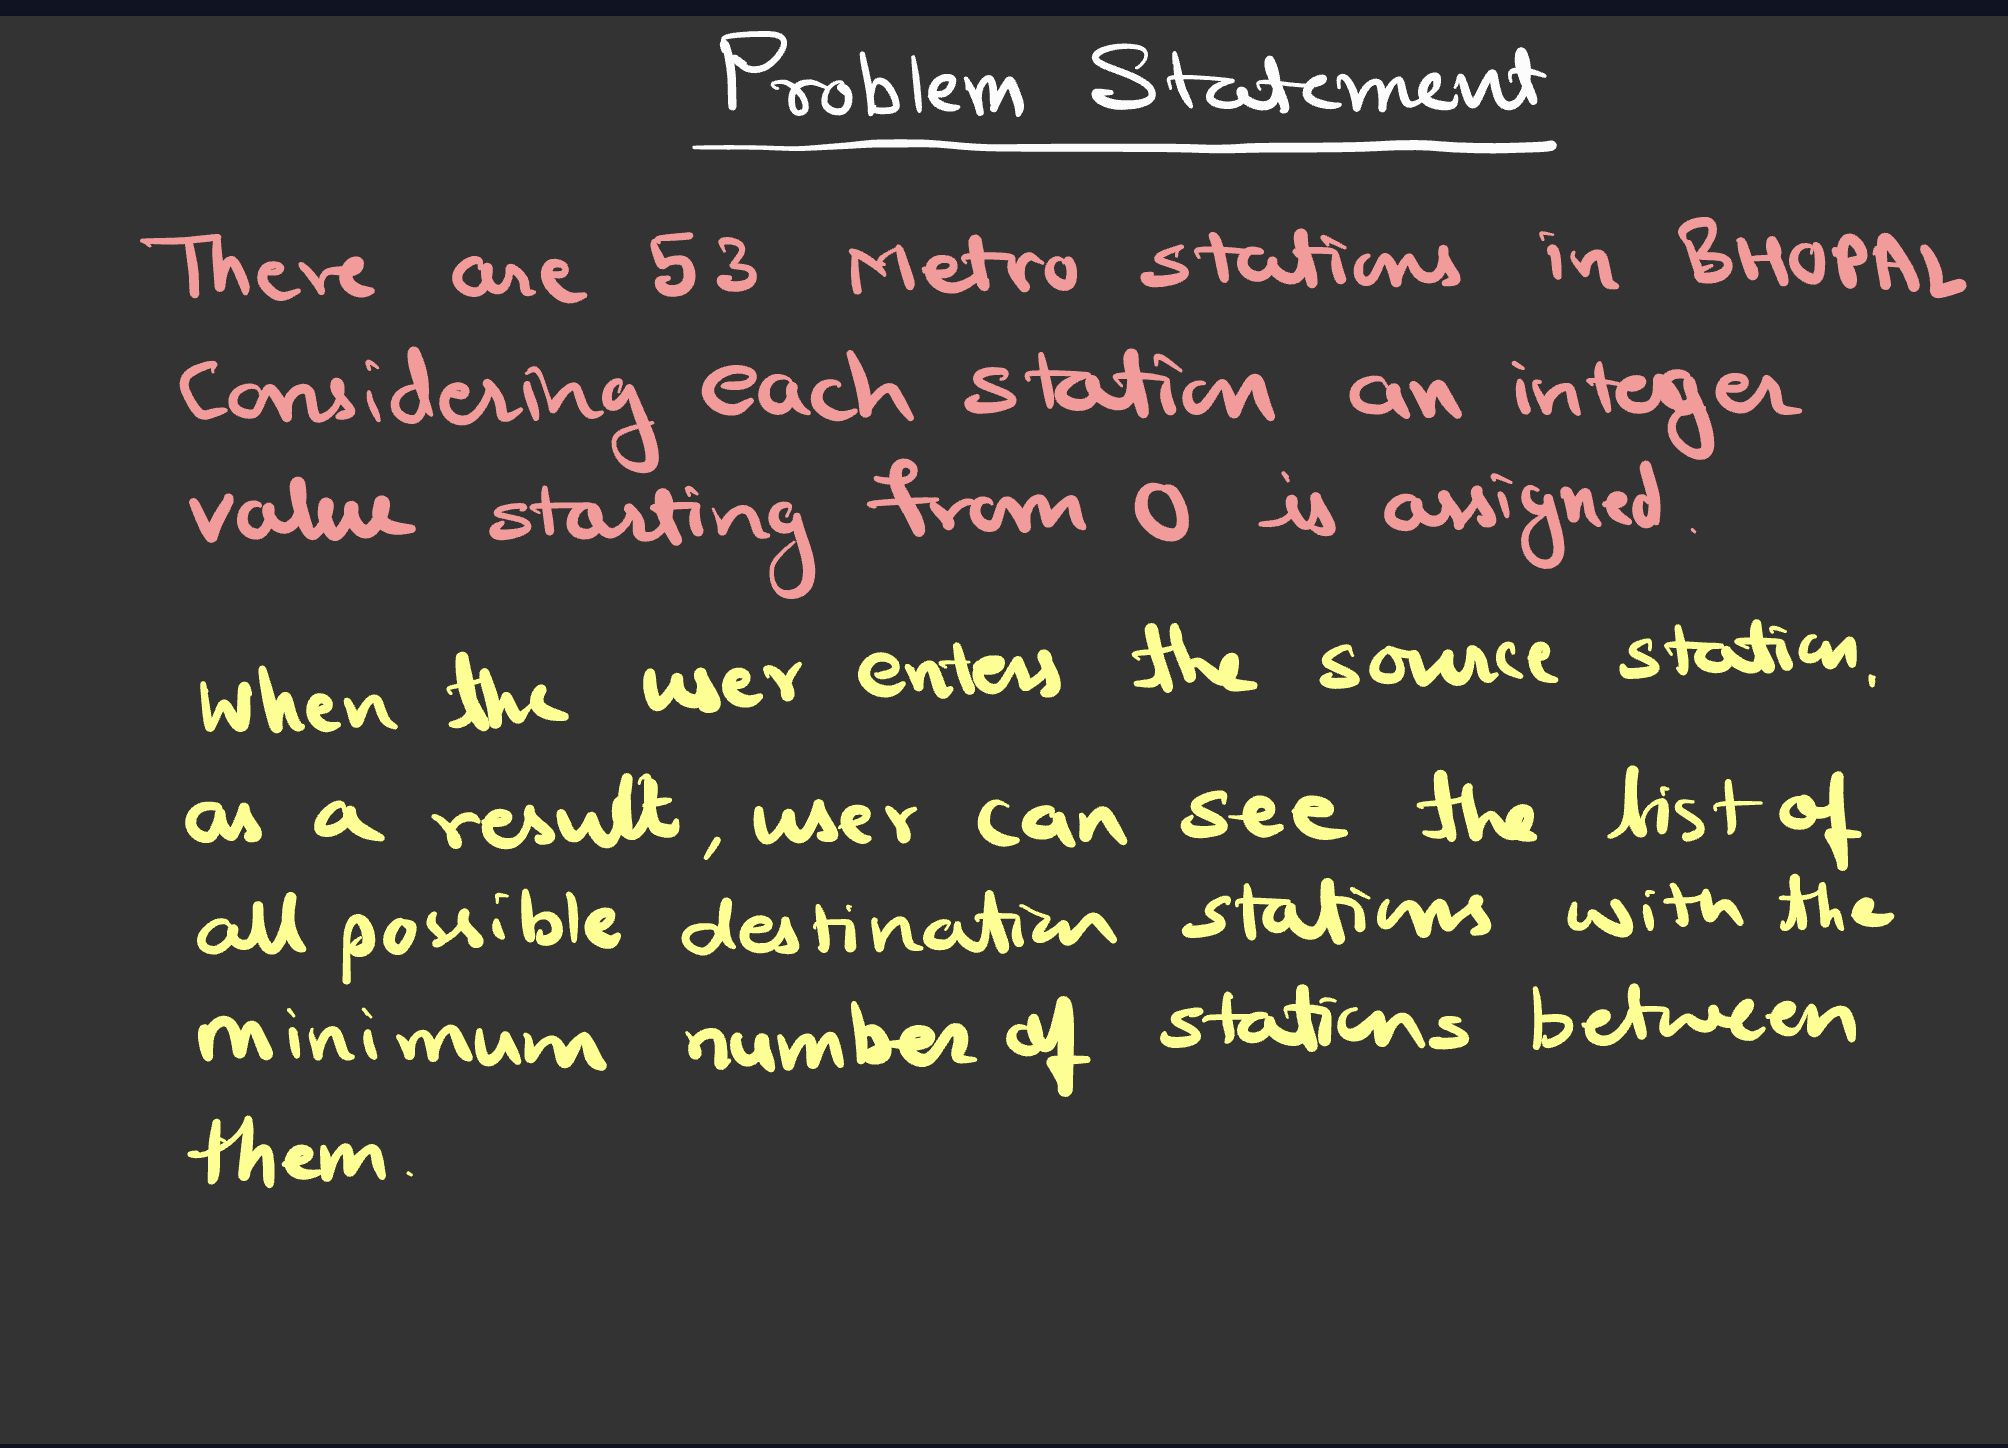 Problem Statement
There are 53 Metro stations in BHOPAL
Considering each station an integer
value starting from 0 is assigned.
When the user enters the source station.
as a result, user can see the list of
all possible destination stations with the
minimum number of stations between
them.